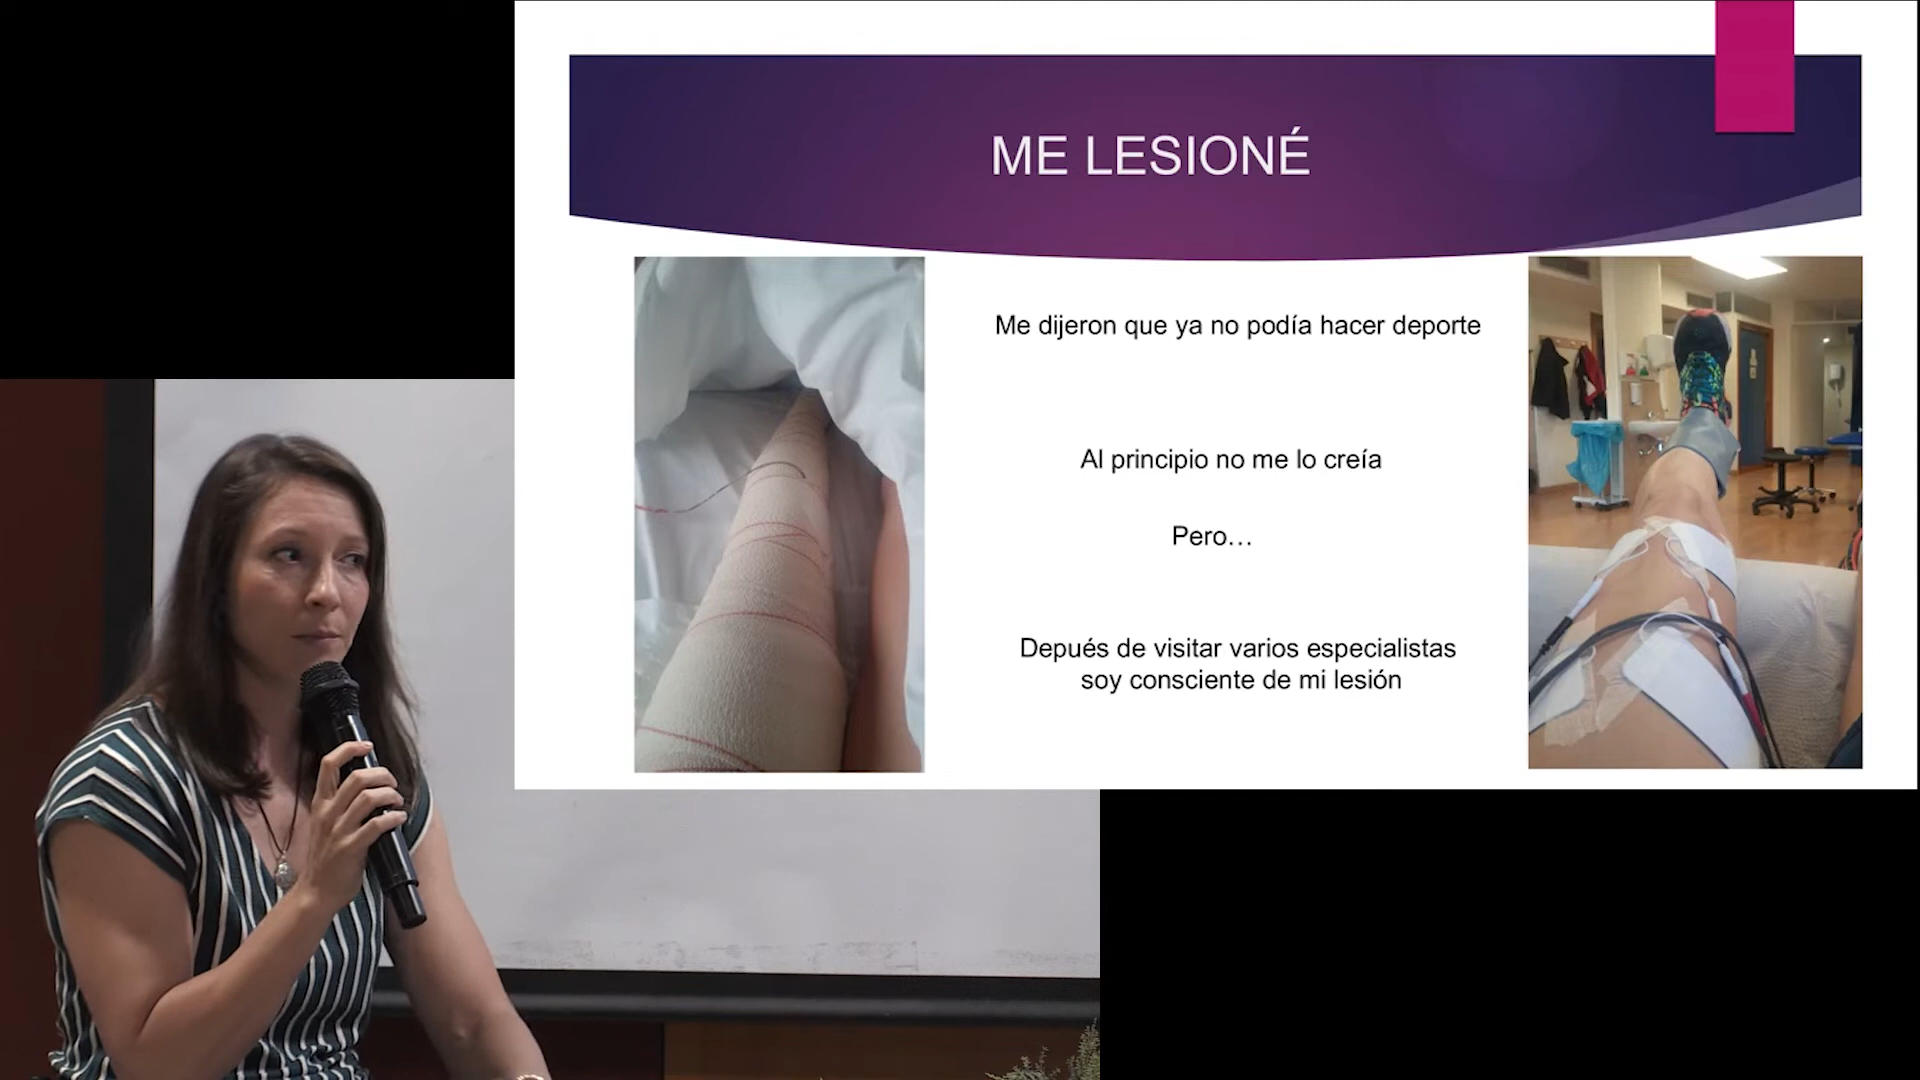 ME LESIONÉ
Me dijeron que ya no podía hacer deporte
Al principio no me lo creía
Pero…
Depués de visitar varios especialistas
soy consciente de mi lesión